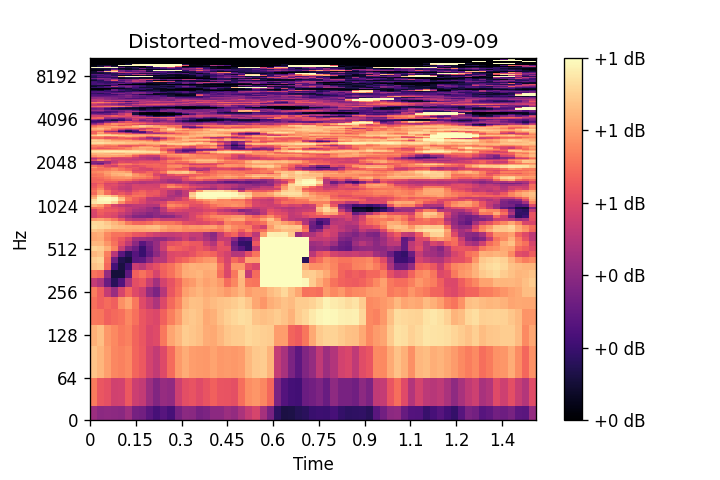 Distorted-moved-900%-00003-09-09
Hz
8192
4096
2048
1024
512
256
128
64
0
0 0.15 0.3 0.45 0.6 0.75 0.9 1.1 1.2 1.4
Time
+1 dB
+1 dB
+1 dB
+0 dB
+0 dB
+0 dB